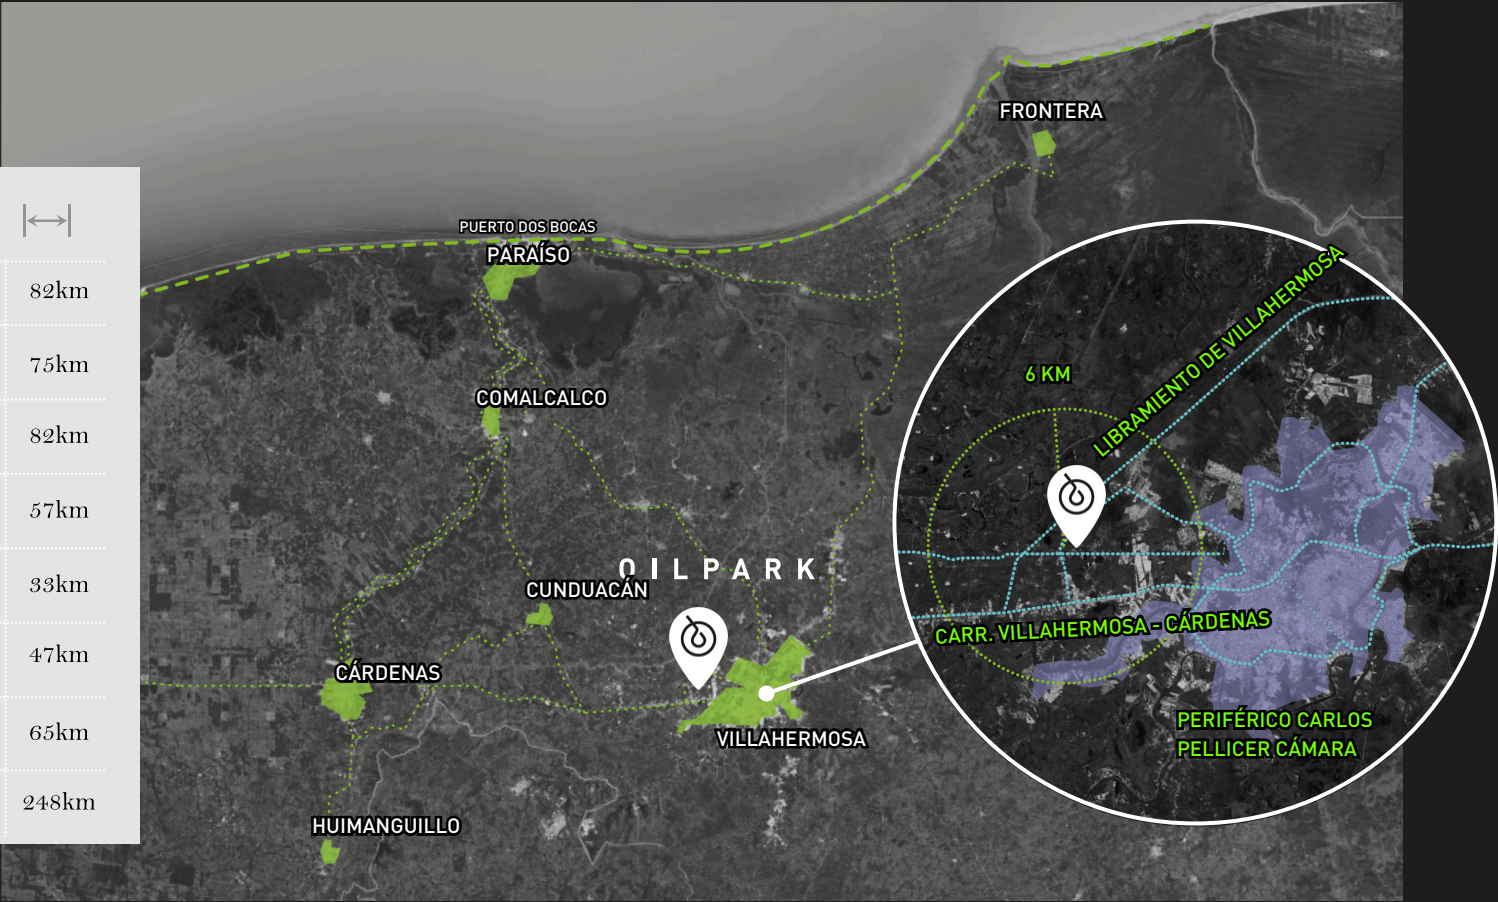 FRONTERA
PUERTO DOS BOCAS
PARAÍSO
82km
75km
82km
57km
33km
47km
65km
248km
COMALCALCO
OILPARK
CUNDUACÁN
CÁRDENAS
VILLAHERMOSA
HUIMANGUILLO
LIBRAMIENTO DE VILLAHERMOSA
6 KM
CARR. VILLAHERMOSA - CÁRDENAS
PERIFÉRICO CARLOS
PELLICER CÁMARA